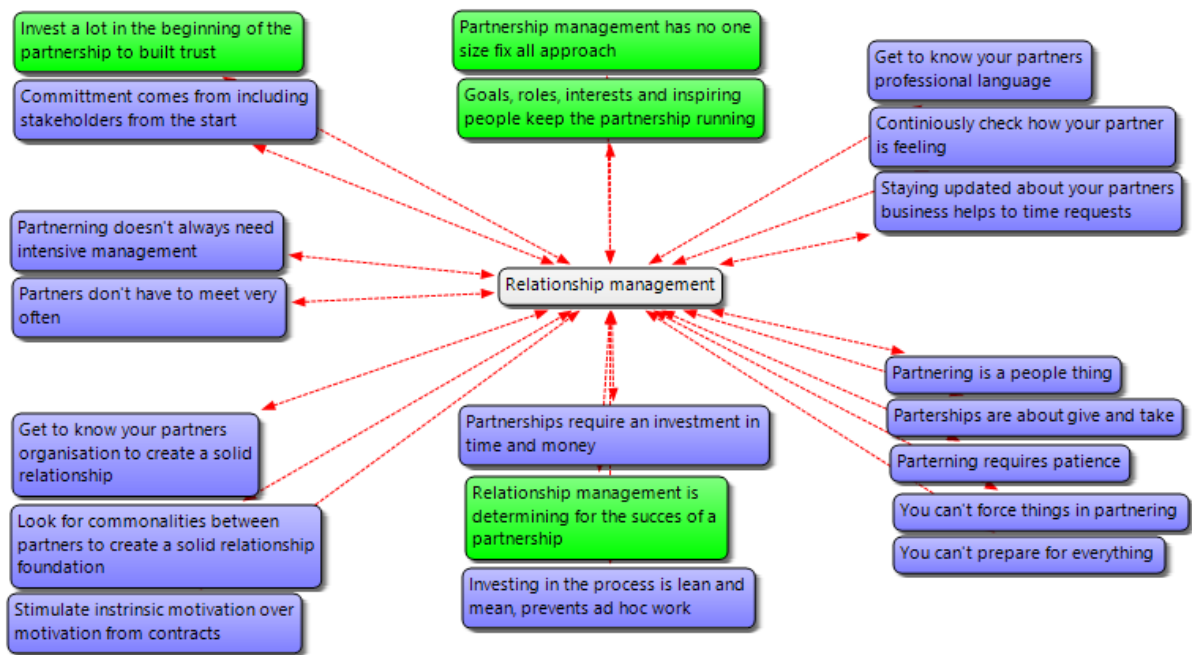 Invest a lot in the beginning of the
partnership to built trust
Committment comes from including
stakeholders from the start
Partnership management has no one
size fix all approach
Goals, roles, interests and inspiring
people keep the partnership running
Get to know your partners
professional language
Continiously check how your partner
is feeling
Staying updated about your partners
business helps to time requests
Partnerning doesn't always need
intensive management
Partners don't have to meet very
often
Relationship management
Get to know your partners
organisation to create a solid
relationship
Look for commonalities between
partners to create a solid relationship
foundation
Stimulate instrinsic motivation over
motivation from contracts
Partnerships require an investment in
time and money
Relationship management is
determining for the succes of a
partnership
Investing in the process is lean and
mean, prevents ad hoc work
Partnering is a people thing
Parterships are about give and take
Parterning requires patience
You can't force things in partnering
You can't prepare for everything